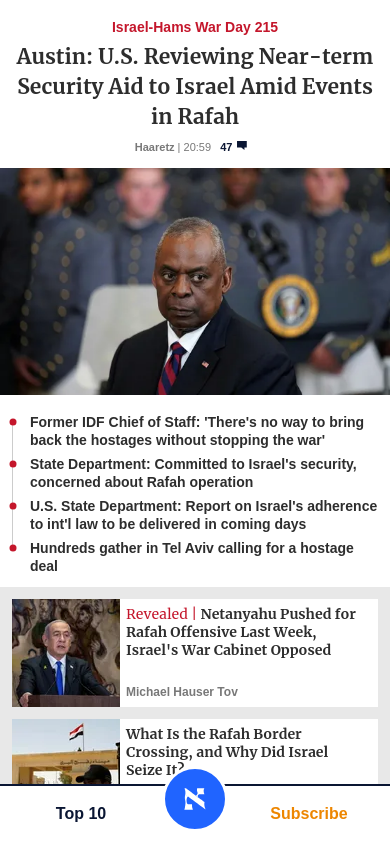 Israel-Hams War Day 215
Austin: U.S. Reviewing Near-term
Security Aid to Israel Amid Events
in Rafah
Haaretz | 20:59 47
Former IDF Chief of Staff: 'There's no way to bring
back the hostages without stopping the war'
State Department: Committed to Israel's security,
concerned about Rafah operation
U.S. State Department: Report on Israel's adherence
to int'l law to be delivered in coming days
Hundreds gather in Tel Aviv calling for a hostage
deal
Revealed | Netanyahu Pushed for
Rafah Offensive Last Week,
Israel's War Cabinet Opposed
Michael Hauser Tov
What Is the Rafah Border
Crossing, and Why Did Israel
Seize It?
Top 10
א
Subscribe